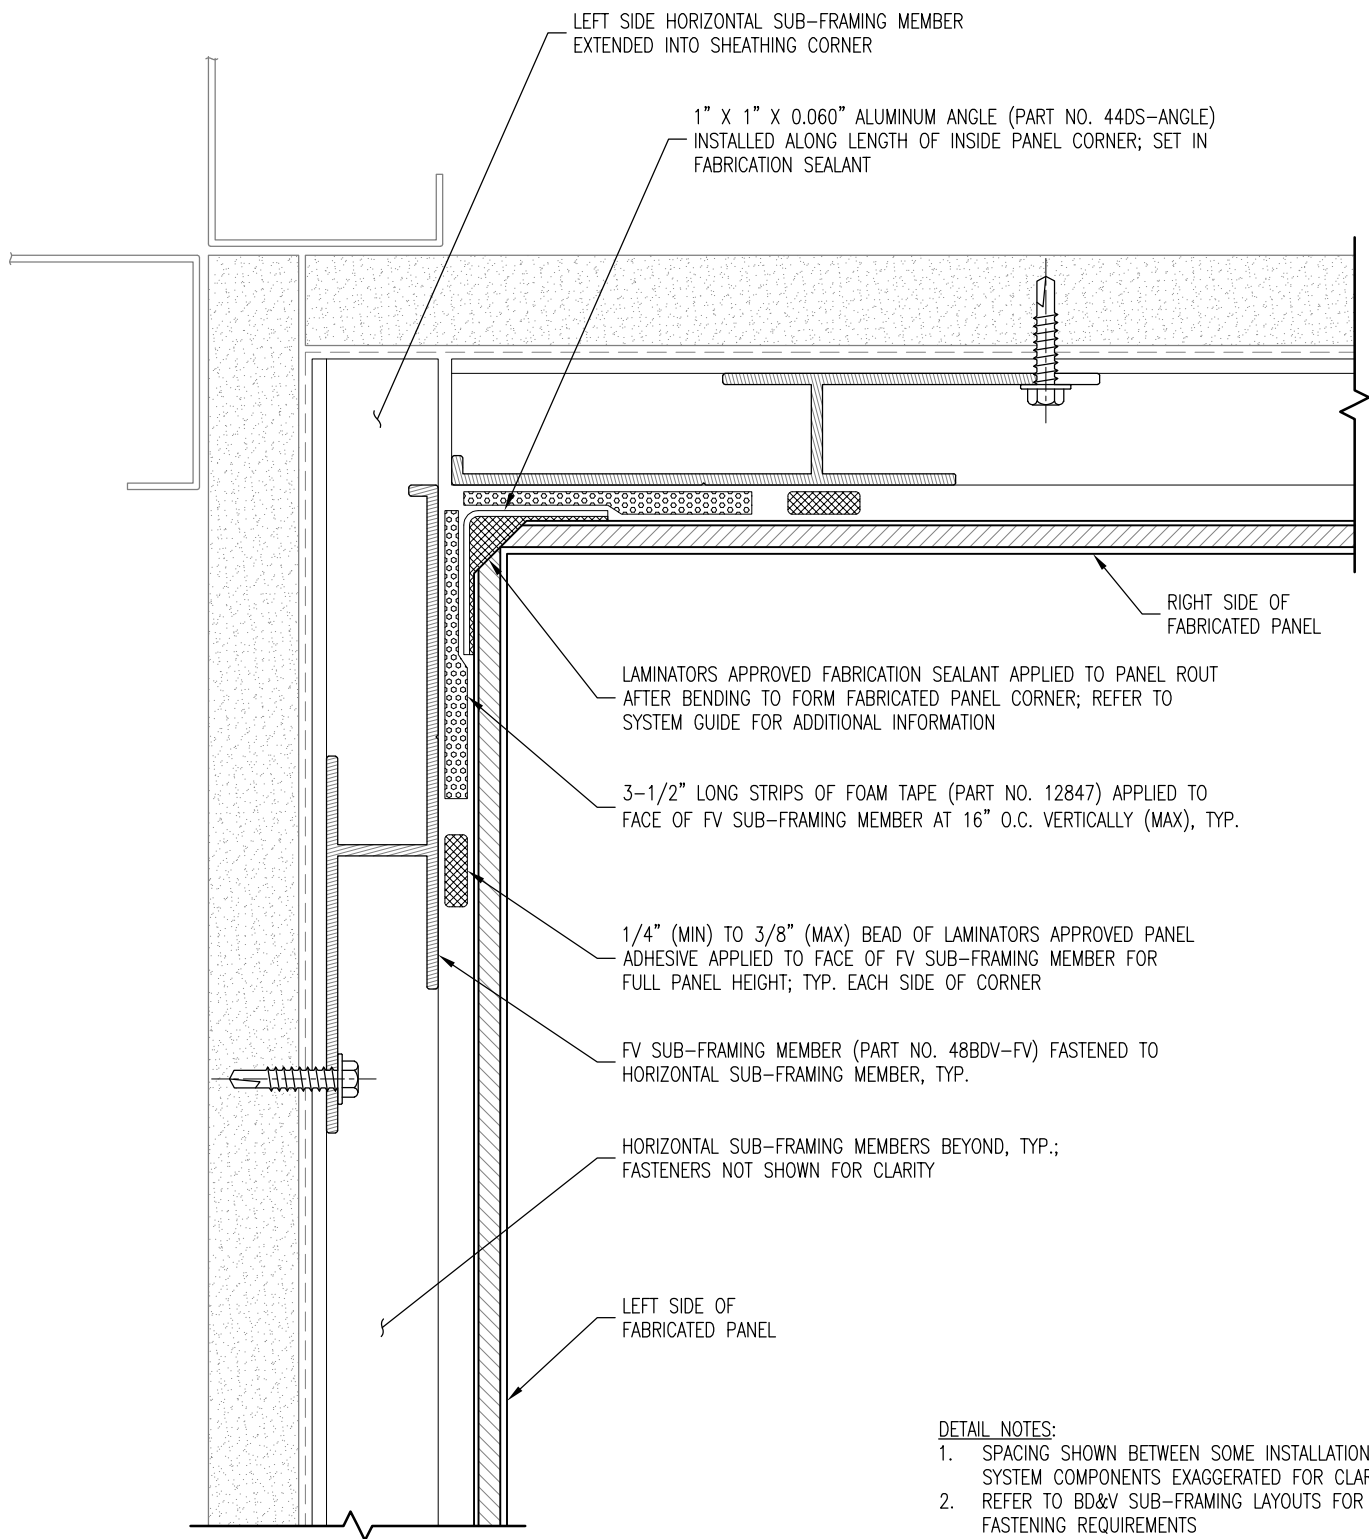 LEFT SIDE HORIZONTAL SUB-FRAMING MEMBER
EXTENDED INTO SHEATHING CORNER
1" X 1" X 0.060" ALUMINUM ANGLE (PART NO. 44DS-ANGLE)
INSTALLED ALONG LENGTH OF INSIDE PANEL CORNER; SET IN
FABRICATION SEALANT
RIGHT SIDE OF
FABRICATED PANEL
LAMINATORS APPROVED FABRICATION SEALANT APPLIED TO PANEL ROUT
AFTER BENDING TO FORM FABRICATED PANEL CORNER; REFER TO
SYSTEM GUIDE FOR ADDITIONAL INFORMATION
3-1/2" LONG STRIPS OF FOAM TAPE (PART NO. 12847) APPLIED TO
FACE OF FV SUB-FRAMING MEMBER AT 16" O.C. VERTICALLY (MAX), TYP.
1/4" (MIN) TO 3/8" (MAX) BEAD OF LAMINATORS APPROVED PANEL
ADHESIVE APPLIED TO FACE OF FV SUB-FRAMING MEMBER FOR
FULL PANEL HEIGHT; TYP. EACH SIDE OF CORNER
FV SUB-FRAMING MEMBER (PART NO. 48BDV-FV) FASTENED TO
HORIZONTAL SUB-FRAMING MEMBER, TYP.
HORIZONTAL SUB-FRAMING MEMBERS BEYOND, TYP.;
FASTENERS NOT SHOWN FOR CLARITY
LEFT SIDE OF
FABRICATED PANEL
DETAIL NOTES:
1. SPACING SHOWN BETWEEN SOME INSTALLATION
SYSTEM COMPONENTS EXAGGERATED FOR
2. REFER TO BD&V SUB-FRAMING LAYOUTS FOR
FASTENING REQUIREMENTS